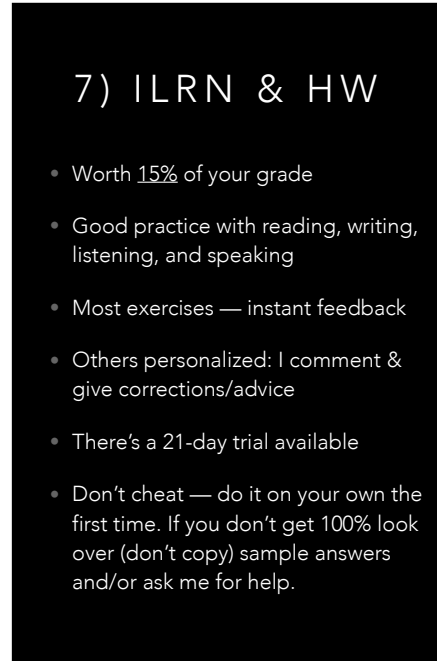 7) ILRN & HW
• Worth 15% of your grade
• Good practice with reading, writing,
listening, and speaking
• Most exercises — instant feedback
• Others personalized: I comment &
give corrections/advice
• There’s a 21-day trial available
• Don’t cheat — do it on your own the
first time. If you don’t get 100% look
over (don’t copy) sample answers
and/or ask me for help.